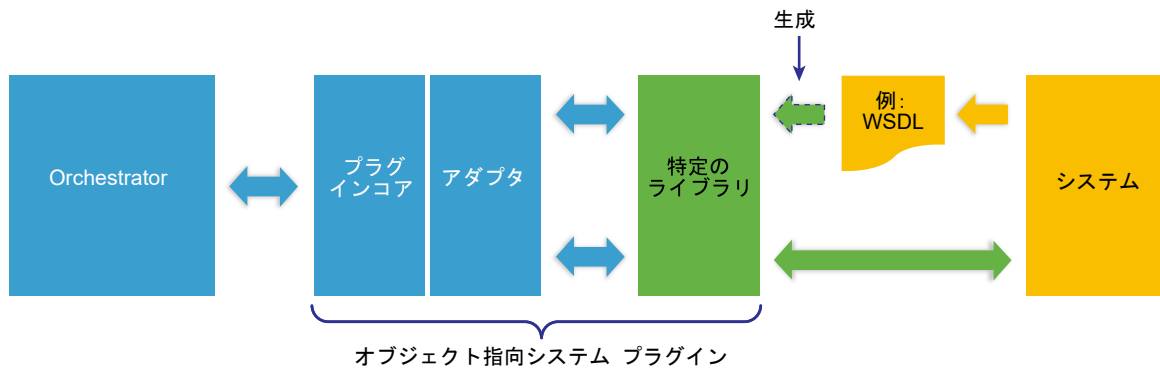 生成
例:
WSDL
Orchestrator
プラグ
インコア
アダプタ
特定の
ライブラリ
システム
オブジェクト指向システム プラグイン